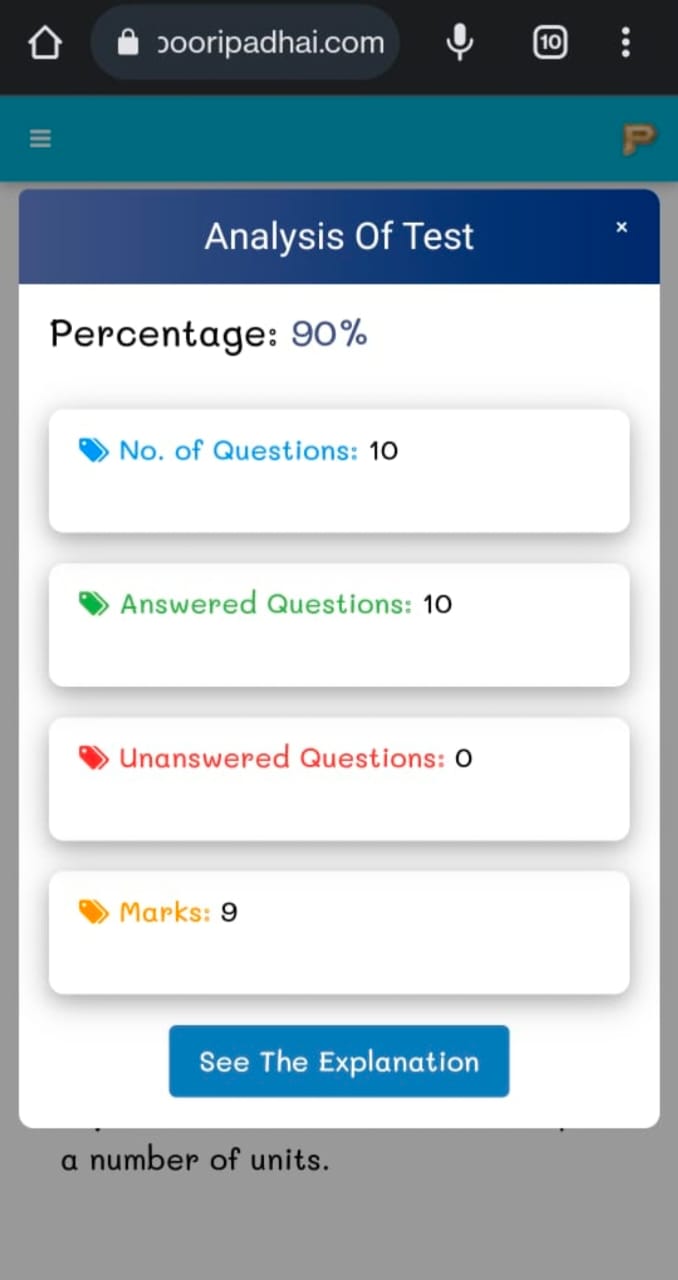 pooripadhai.com
10
P
Analysis Of Test
×
Percentage: 90%
No. of Questions: 10
Answered Questions: 10
Unanswered Questions: 0
Marks: 9
See The Explanation
a number of units.